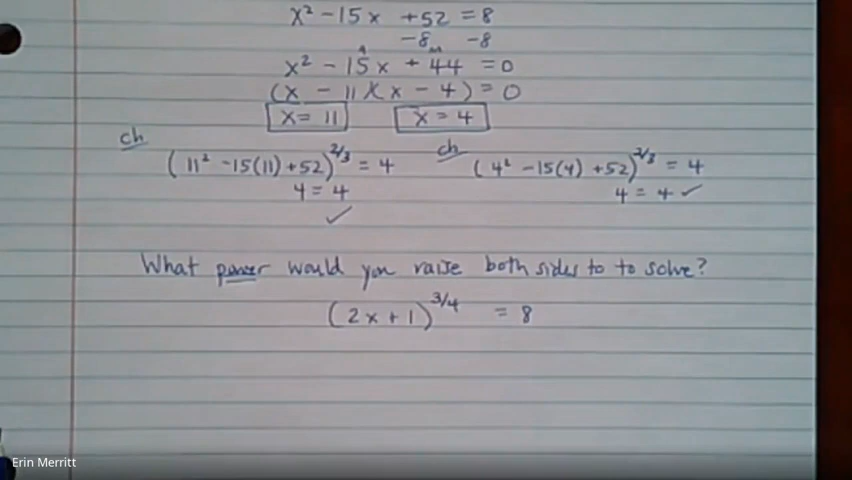 x² - 15x + 52 = 8
-8 -8
x² - 15x + 44 = 0
(x - 11)(x - 4) = 0
x = 11 x = 4
ch ch
(11² - 15(11) + 52)^2/3 = 4 (4² - 15(4) + 52)^2/3 = 4
4 = 4 4 = 4 ✓
✓
What power would you raise both sides to to solve?
(2x + 1)^3/4 = 8
Erin Merritt